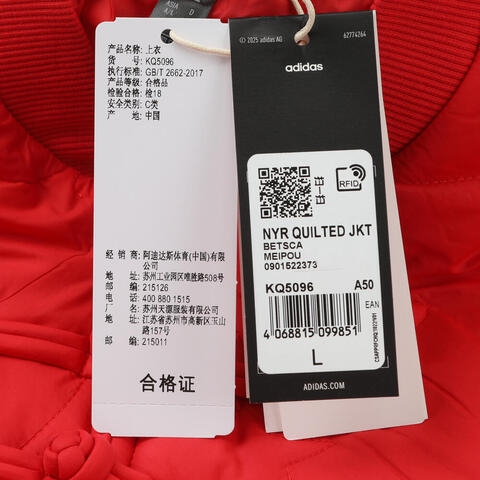 ASIA
A/L
D
产品名称: 上衣
货 号: KQ5096
执行标准: GB/T 2662-2017
产品等级: 合格品
检验合格: 检18
安全类别: C类
产 地: 中国
经 销 商: 阿迪达斯体育(中国)有限公司
地 址: 苏州工业园区唯胜路508号
邮 编: 215126
电 话: 400 880 1515
厂 名: 苏州天源服装有限公司
地 址: 江苏省苏州市高新区玉山路157号
邮 编: 215011
合格证
© 2025 adidas AG
62774264
adidas
RFID
NYR QUILTED JKT
BETSCA
MEIPOU
0901522373
KQ5096 A50
EAN
4 068815 099851
L
ADIDAS.COM